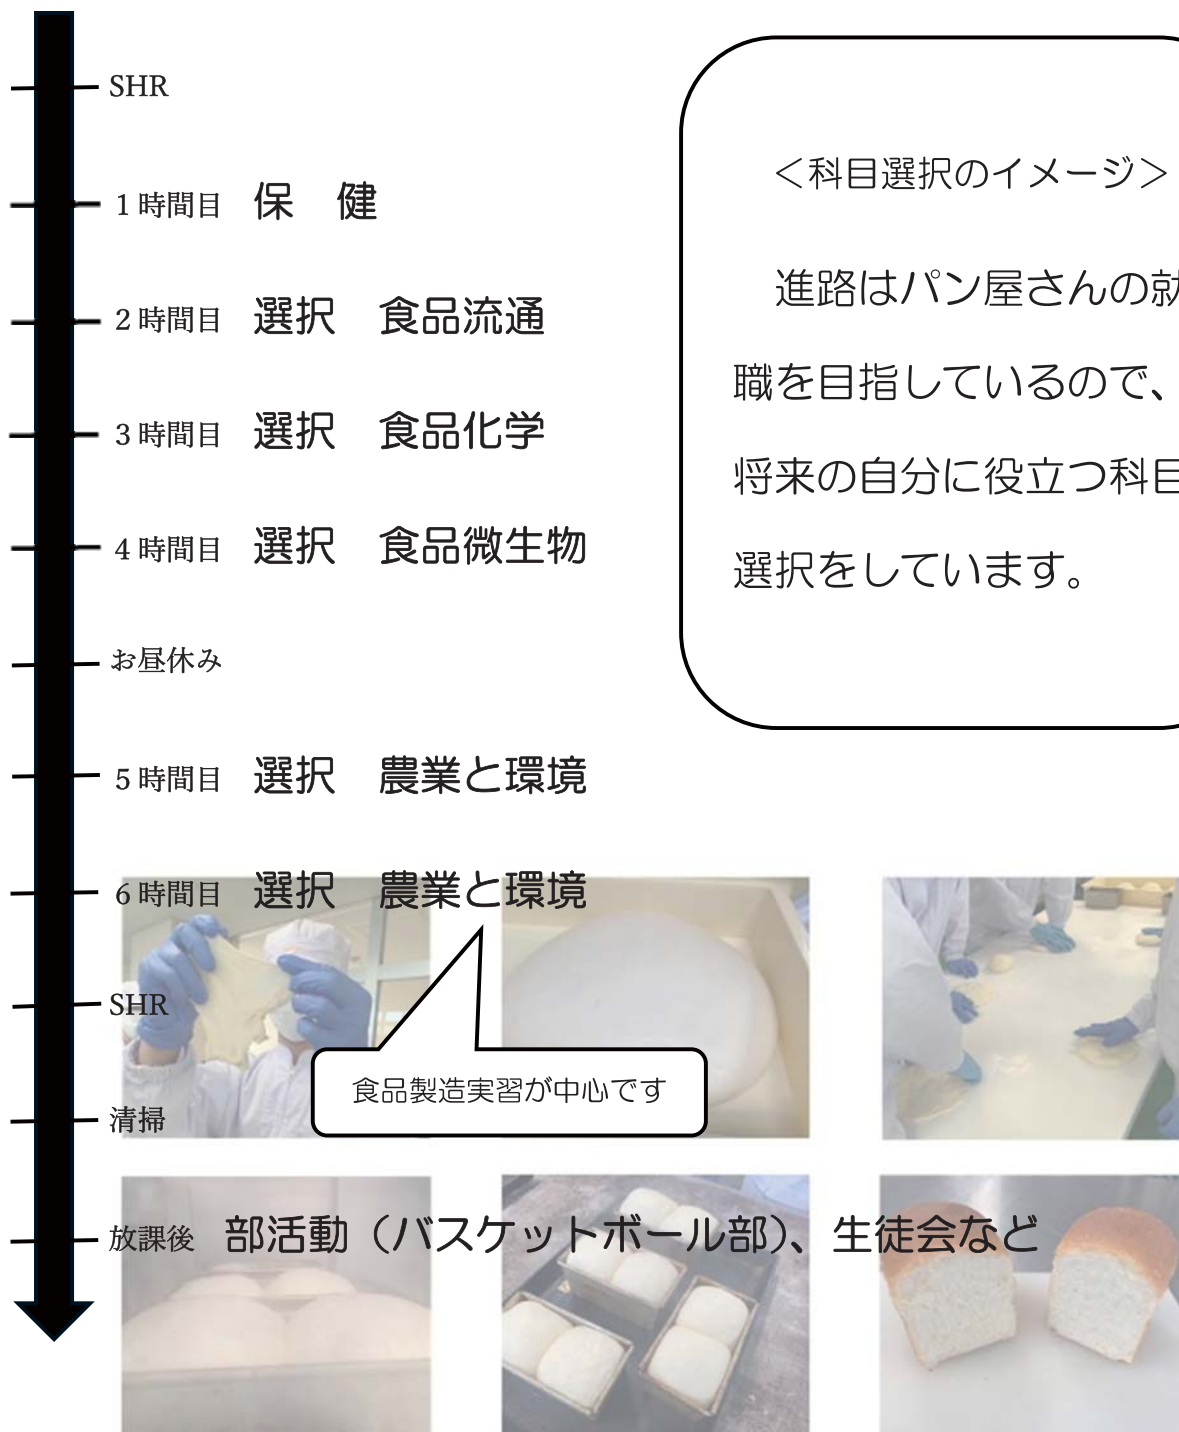 SHR
1時間目 保　健
2時間目 選択　食品流通
3時間目 選択　食品化学
4時間目 選択　食品微生物
お昼休み
5時間目 選択　農業と環境
6時間目 選択　農業と環境
食品製造実習が中心です
SHR
清掃
放課後 部活動（バスケットボール部）、生徒会など
＜科目選択のイメージ＞
進路はパン屋さんの就
職を目指しているので、
将来の自分に役立つ科目
選択をしています。